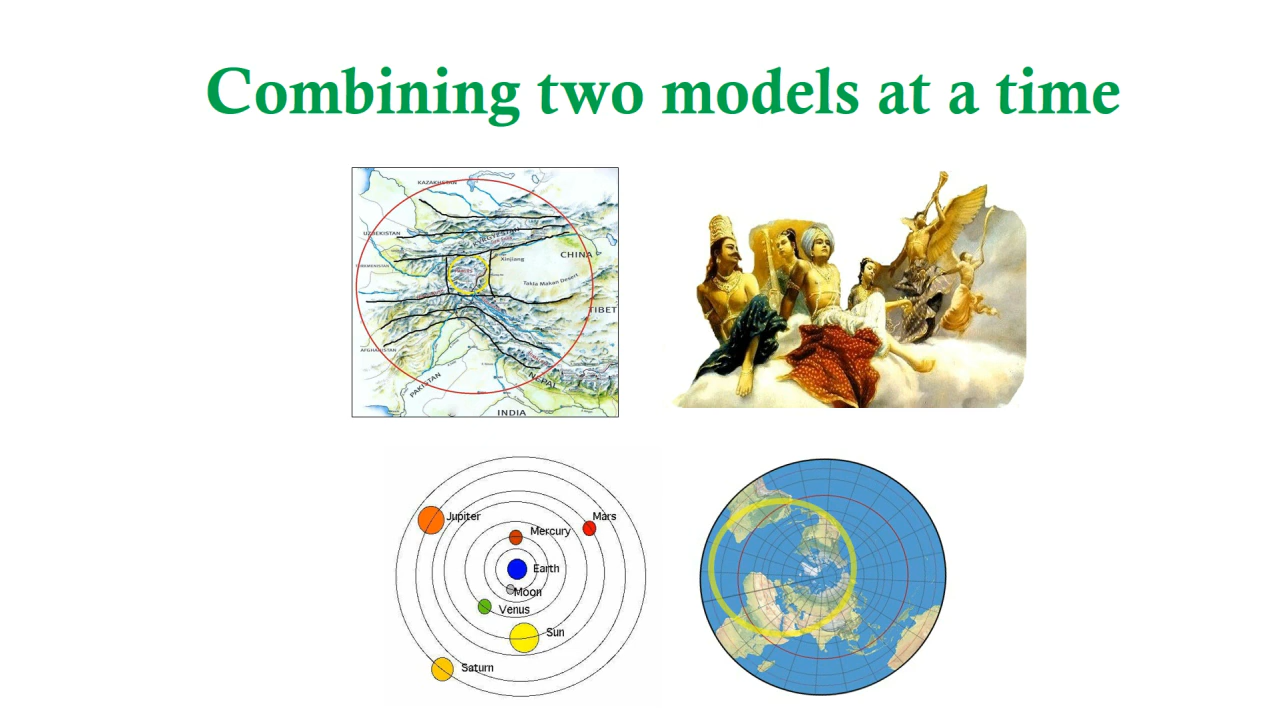 Combining two models at a time
KAZAKHSTAN
UZBEKISTAN
KYRGYZSTAN
CHINA
Xinjiang
Takla Makan Desert
TIBET
AFGHANISTAN
PAKISTAN
NEPAL
INDIA
Jupiter
Mars
Mercury
Earth
Moon
Venus
Sun
Saturn